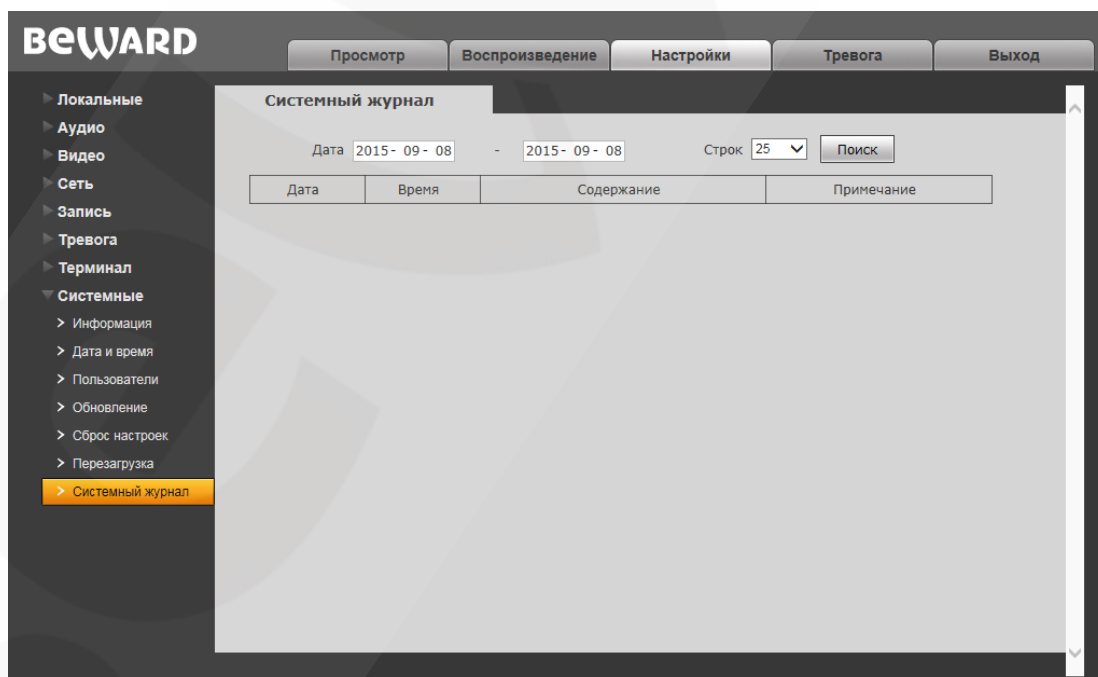 BEWARD
Просмотр Воспроизведение Настройки Тревога Выход
Локальные
Аудио
Видео
Сеть
Запись
Тревога
Терминал
Системные
> Информация
> Дата и время
> Пользователи
> Обновление
> Сброс настроек
> Перезагрузка
> Системный журнал
Системный журнал
Дата 2015- 09- 08 - 2015- 09- 08 Строк 25 Поиск
Дата Время Содержание Примечание